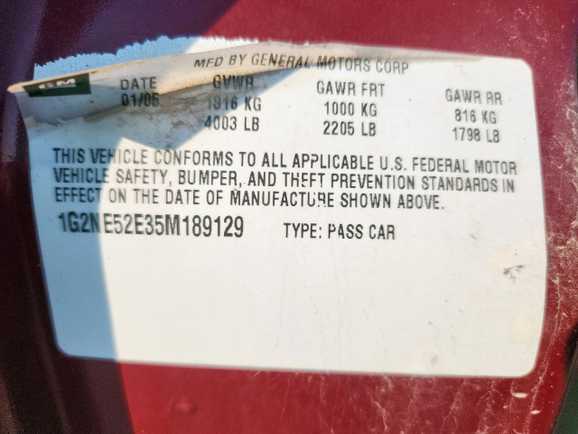 MFD BY GENERAL MOTORS CORP
GM DATE GVWR GAWR FRT GAWR RR
01/05 1816 KG 1000 KG 816 KG
4003 LB 2205 LB 1798 LB
THIS VEHICLE CONFORMS TO ALL APPLICABLE U.S. FEDERAL MOTOR
VEHICLE SAFETY, BUMPER, AND THEFT PREVENTION STANDARDS IN
EFFECT ON THE DATE OF MANUFACTURE SHOWN ABOVE.
1G2NE52E35M189129 TYPE: PASS CAR